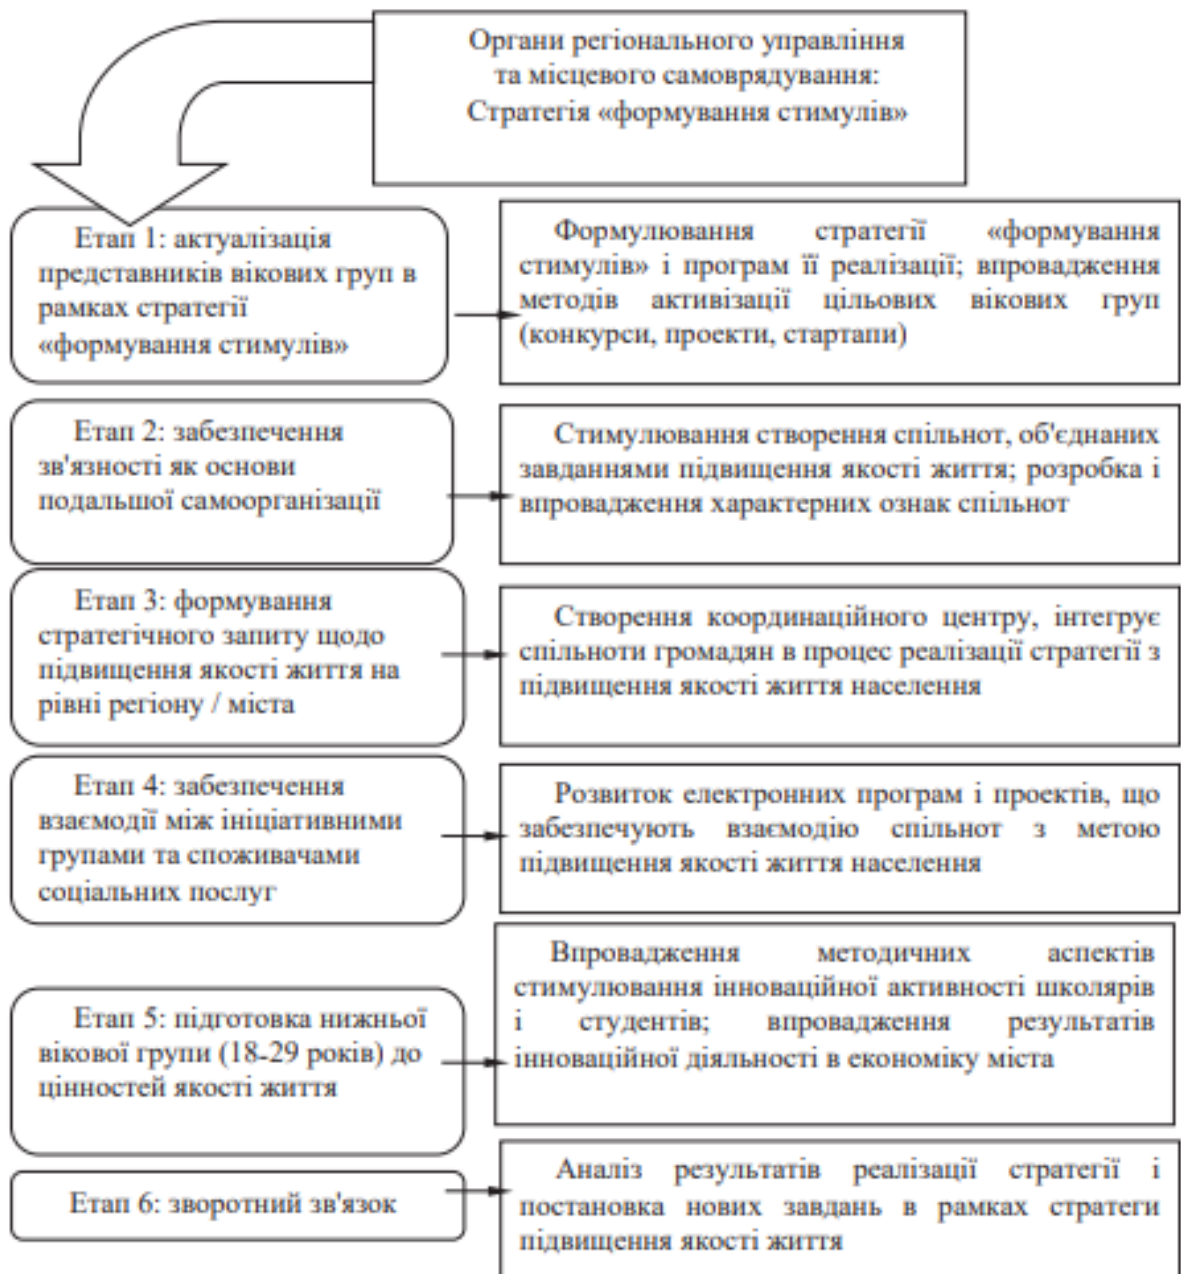 Органи регіонального управління
та місцевого самоврядування:
Стратегія «формування стимулів»
Етап 1: актуалізація
представників вікових груп в
рамках стратегії
«формування стимулів»
Формулювання стратегії «формування
стимулів» і програм її реалізації; впровадження
методів активізації цільових вікових груп
(конкурси, проекти, стартапи)
Етап 2: забезпечення
зв'язності як основи
подальшої самоорганізації
Стимулювання створення спільнот, об'єднаних
завданнями підвищення якості життя; розробка і
впровадження характерних ознак спільнот
Етап 3: формування
стратегічного запиту щодо
підвищення якості життя на
рівні регіону / міста
Створення координаційного центру, інтегрує
спільноти громадян в процес реалізації стратегії з
підвищення якості життя населення
Етап 4: забезпечення
взаємодії між ініціативними
групами та споживачами
соціальних послуг
Розвиток електронних програм і проектів, що
забезпечують взаємодію спільнот з метою
підвищення якості життя населення
Етап 5: підготовка нижньої
вікової групи (18-29 років) до
цінностей якості життя
Впровадження методичних аспектів
стимулювання інноваційної активності школярів
і студентів; впровадження результатів
інноваційної діяльності в економіку міста
Етап 6: зворотний зв'язок
Аналіз результатів реалізації стратегії і
постановка нових завдань в рамках стратеги
підвищення якості життя